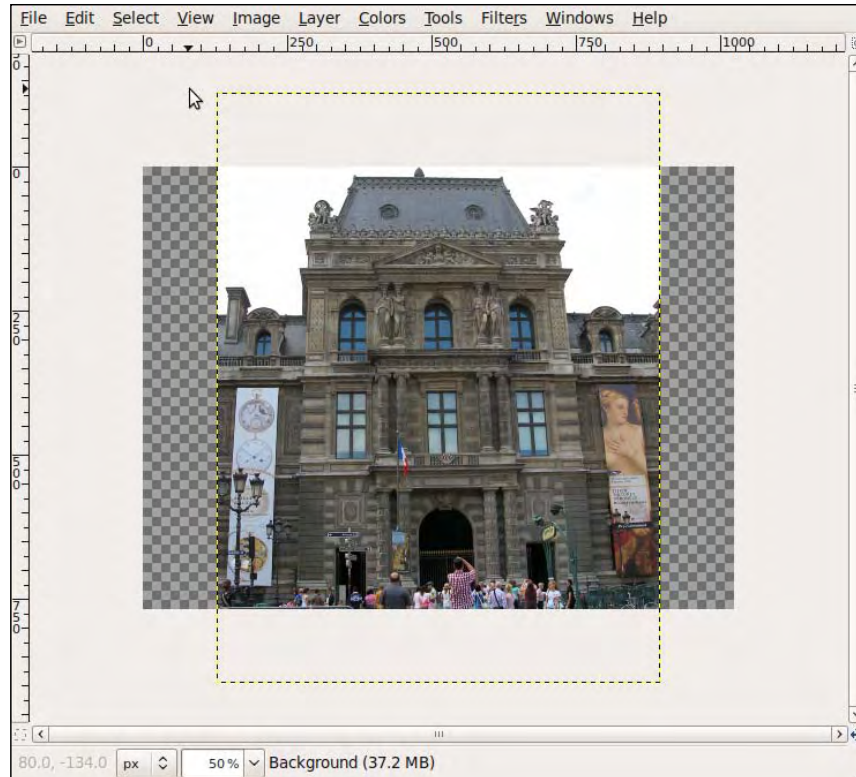 File Edit Select View Image Layer Colors Tools Filters Windows Help
0 250 500 750 1000
0
250
500
750
80.0, -134.0 px 50% Background (37.2 MB)